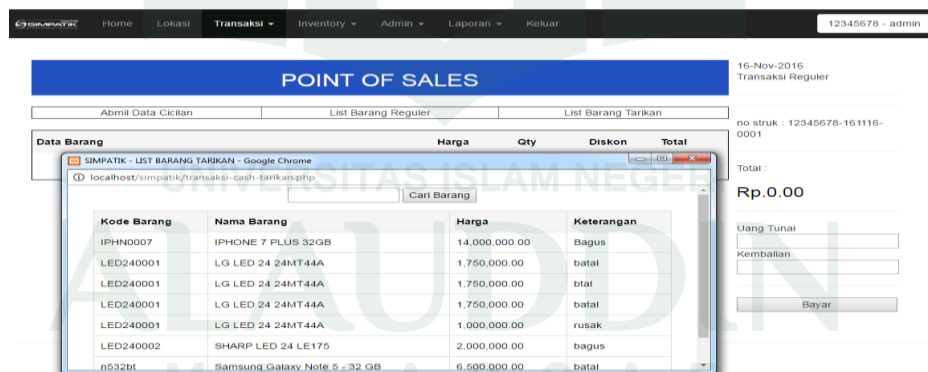 SIMPATIK Home Lokasi Transaksi Inventory Admin Laporan Keluar 12345678 - admin
POINT OF SALES
Abmil Data Cicilan List Barang Reguler List Barang Tarikan
Data Barang Harga Qty Diskon Total
SIMPATIK - LIST BARANG TARIKAN - Google Chrome
localhost/simpatik/transaksi-cash-tarikan.php
Cari Barang
Kode Barang Nama Barang Harga Keterangan
IPHN0007 IPHONE 7 PLUS 32GB 14,000,000.00 Bagus
LED240001 LG LED 24 24MT44A 1,750,000.00 batal
LED240001 LG LED 24 24MT44A 1,750,000.00 btal
LED240001 LG LED 24 24MT44A 1,750,000.00 batal
LED240001 LG LED 24 24MT44A 1,000,000.00 rusak
LED240002 SHARP LED 24 LE175 2,000,000.00 bagus
n532bt Samsung Galaxy Note 5 - 32 GB 6,500,000.00 batal
16-Nov-2016
Transaksi Reguler
no struk : 12345678-161116-
0001
Total :
Rp.0.00
Uang Tunai
Kembalian
Bayar
UNIVERSITAS ISLAM NEGERI
ALAUDDIN